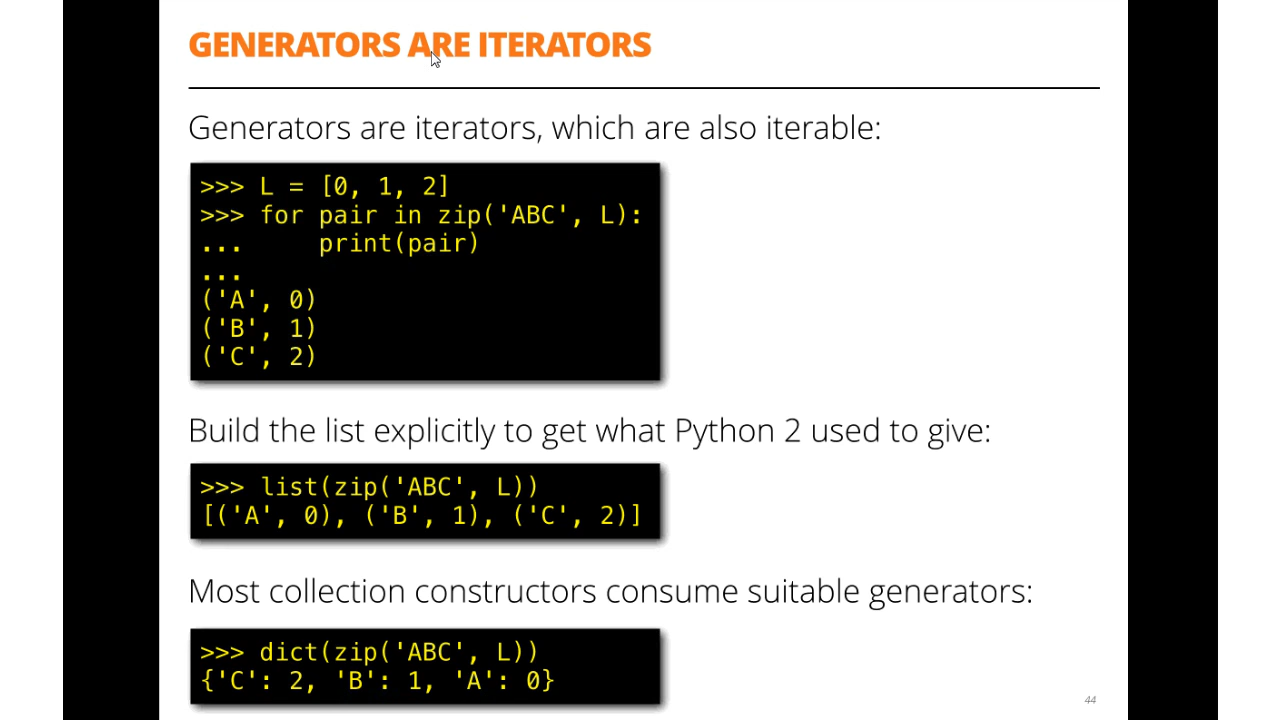 GENERATORS ARE ITERATORS
Generators are iterators, which are also iterable:
>>> L = [0, 1, 2]
>>> for pair in zip('ABC', L):
...     print(pair)
...
('A', 0)
('B', 1)
('C', 2)
Build the list explicitly to get what Python 2 used to give:
>>> list(zip('ABC', L))
[('A', 0), ('B', 1), ('C', 2)]
Most collection constructors consume suitable generators:
>>> dict(zip('ABC', L))
{'C': 2, 'B': 1, 'A': 0}
44